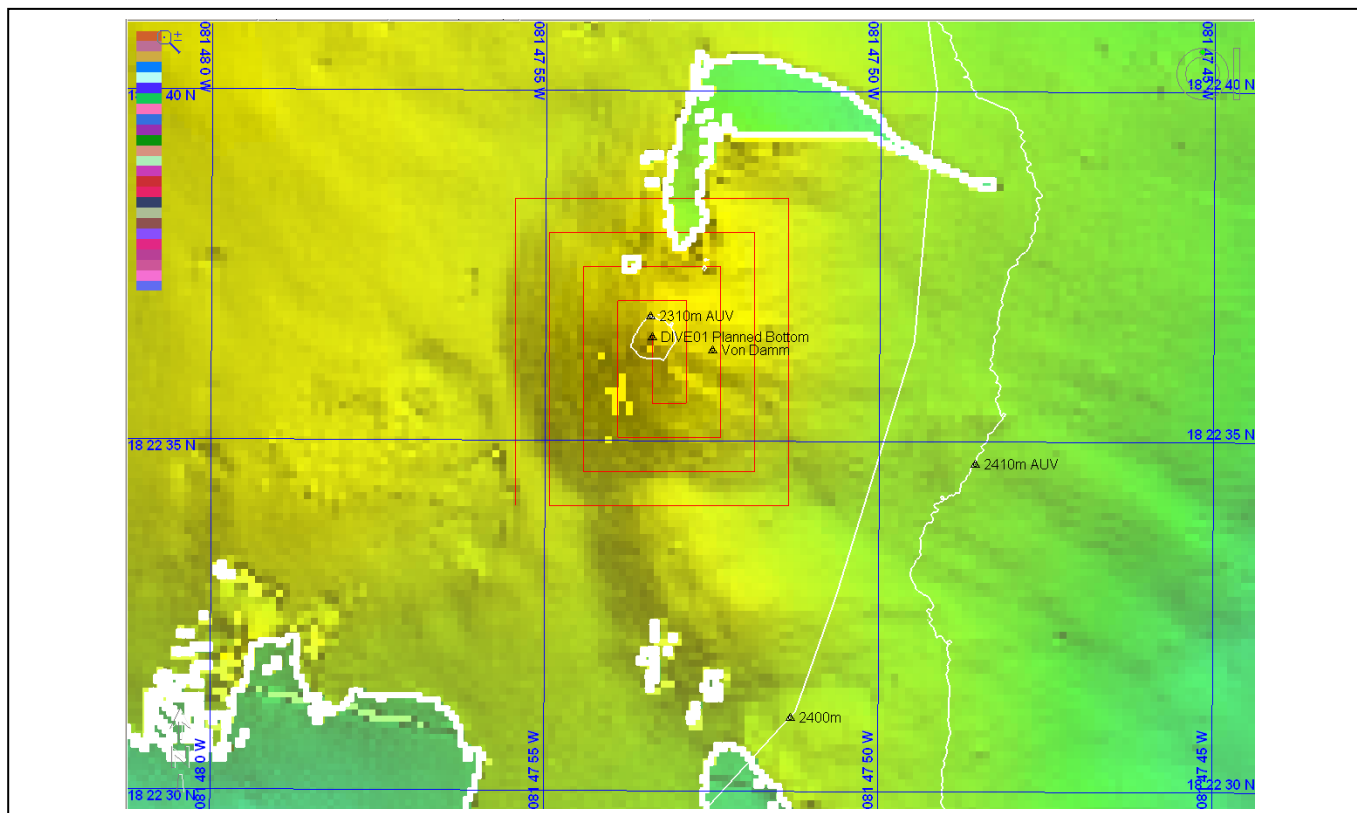 081 48 0 W
081 47 55 W
081 47 50 W
081 47 45 W
40 N
18 22 40 N
2310m AUV
DIVE01 Planned Bottom
Von Damm
18 22 35 N
18 22 35 N
2410m AUV
2400m
081 48 0 W
081 47 55 W
081 47 50 W
081 47 45 W
18 22 30 N
18 22 30 N